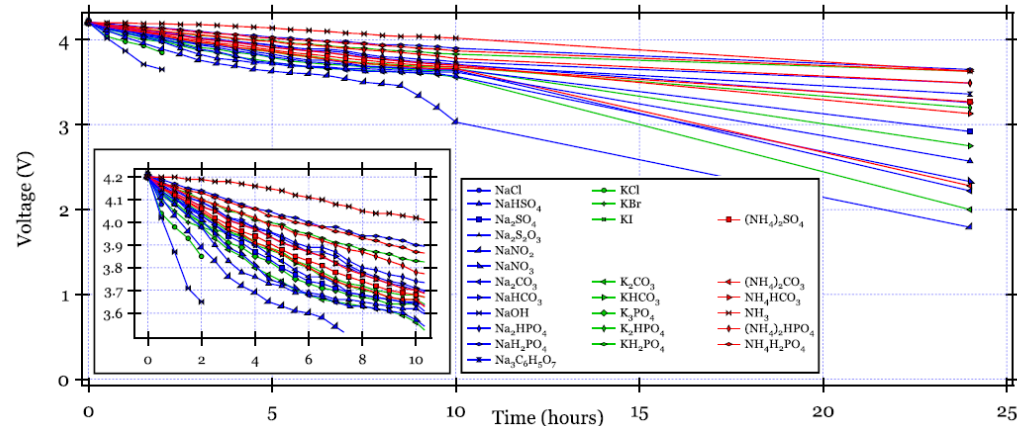 Voltage (V)
4
3
2
1
0
4.2
4.1
4.0
3.9
3.8
3.7
3.6
0 2 4 6 8 10
NaCl KCl
NaHSO₄ KBr
Na₂SO₄ KI (NH₄)₂SO₄
Na₂S₂O₃
NaNO₂
NaNO₃
Na₂CO₃ K₂CO₃ (NH₄)₂CO₃
NaHCO₃ KHCO₃ NH₄HCO₃
NaOH K₃PO₄ NH₃
Na₂HPO₄ K₂HPO₄ (NH₄)₂HPO₄
NaH₂PO₄ KH₂PO₄ NH₄H₂PO₄
Na₃C₆H₅O₇
0 5 10 15 20 25
Time (hours)